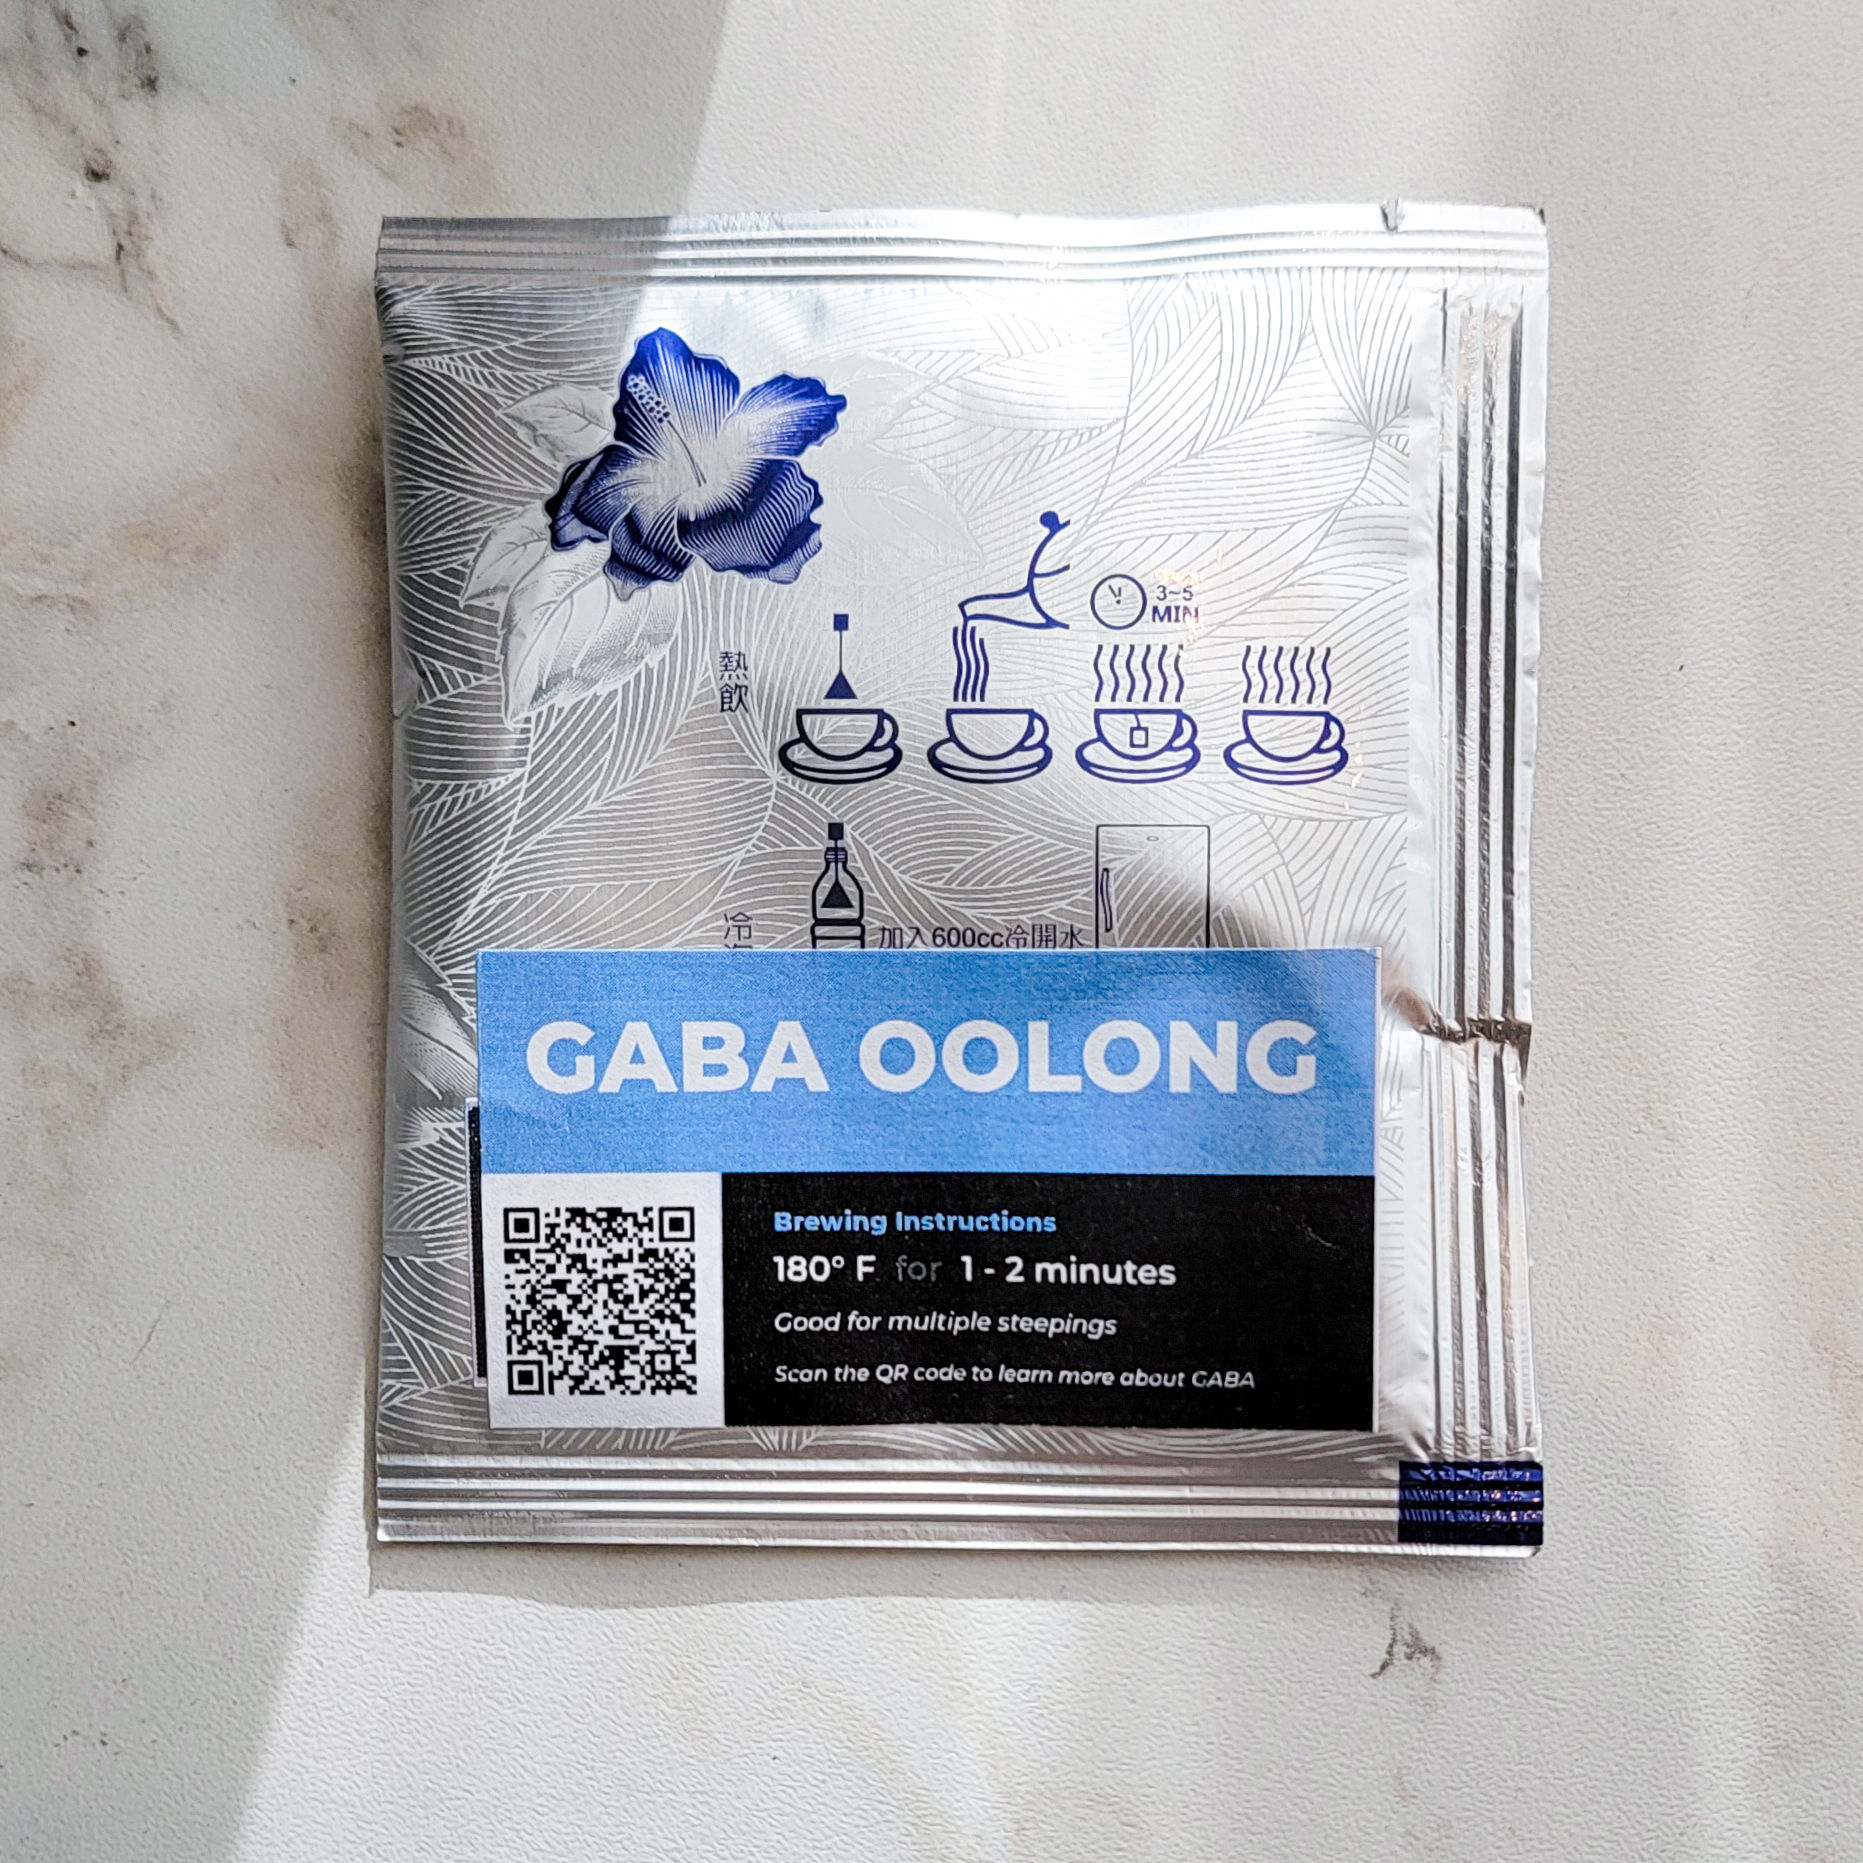 3~5
MIN
熱飲
冷
加入600cc冷開水
GABA OOLONG
Brewing Instructions
180° F for 1 - 2 minutes
Good for multiple steepings
Scan the QR code to learn more about GABA